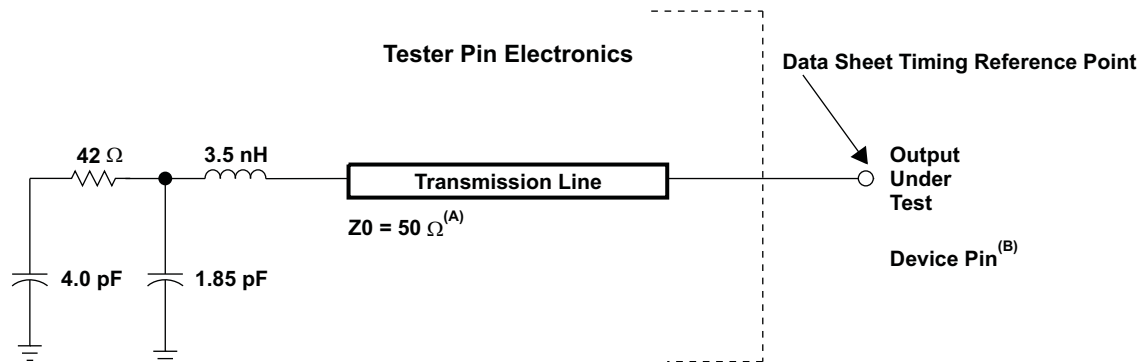 Tester Pin Electronics
Data Sheet Timing Reference Point
42 Ω
3.5 nH
Transmission Line
Output
Under
Test
Z0 = 50 Ω(A)
Device Pin(B)
4.0 pF
1.85 pF